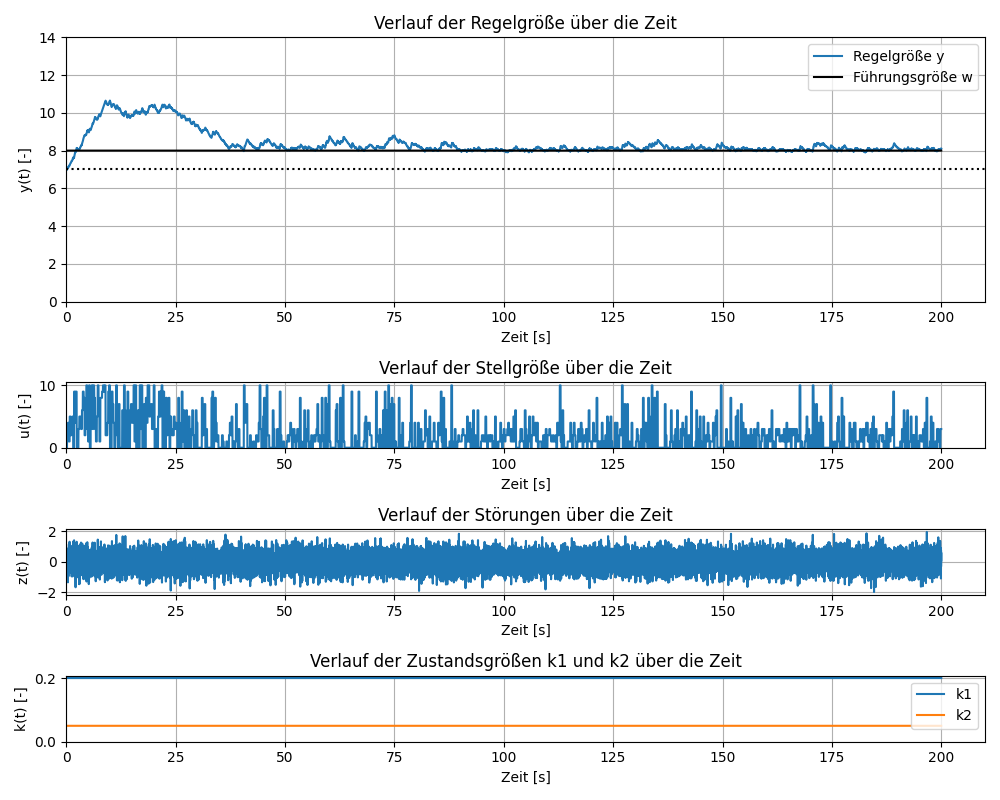 Verlauf der Regelgröße über die Zeit
y(t) [-]
14
12
10
8
6
4
2
0
Regelgröße y
Führungsgröße w
0 25 50 75 100 125 150 175 200
Zeit [s]
Verlauf der Stellgröße über die Zeit
u(t) [-]
10
0
0 25 50 75 100 125 150 175 200
Zeit [s]
Verlauf der Störungen über die Zeit
z(t) [-]
2
0
−2
0 25 50 75 100 125 150 175 200
Zeit [s]
Verlauf der Zustandsgrößen k1 und k2 über die Zeit
k(t) [-]
0.2
0.0
k1
k2
0 25 50 75 100 125 150 175 200
Zeit [s]